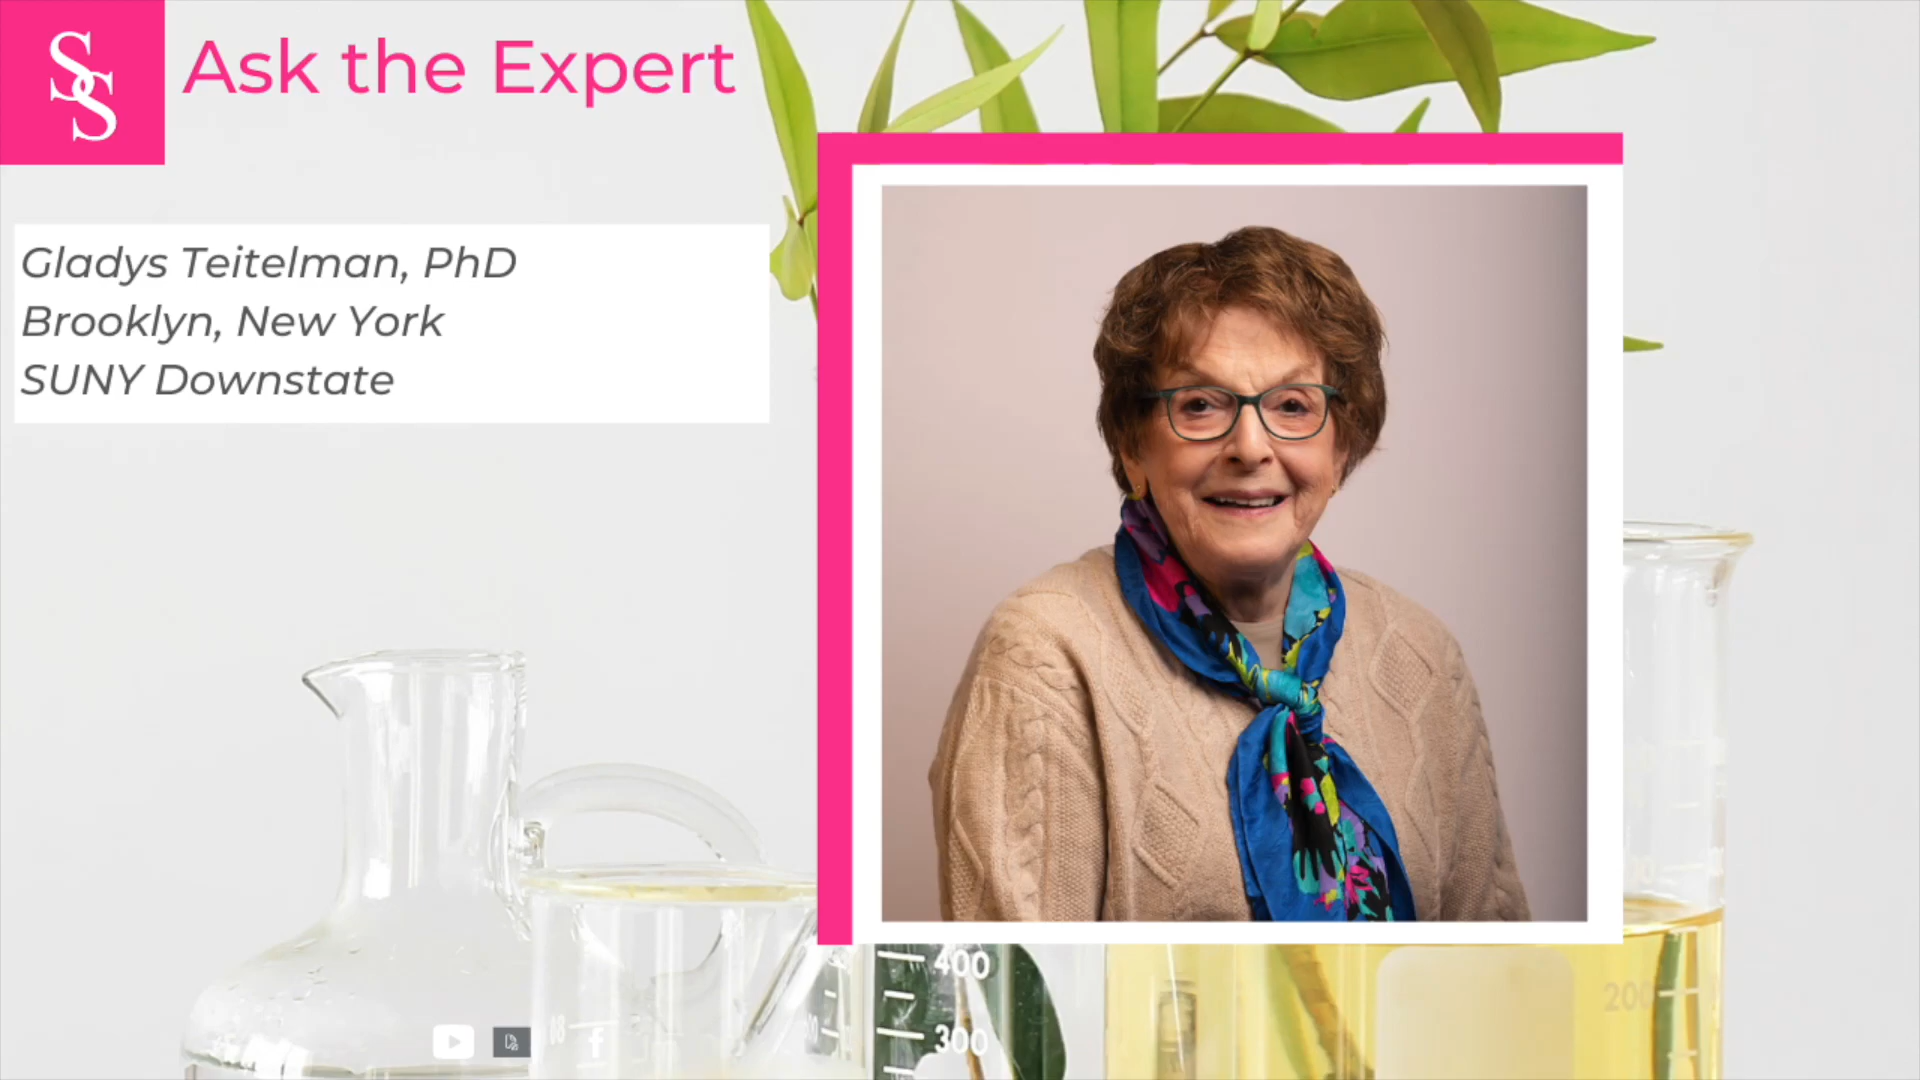 SS
Ask the Expert
Gladys Teitelman, PhD
Brooklyn, New York
SUNY Downstate
400
300
200